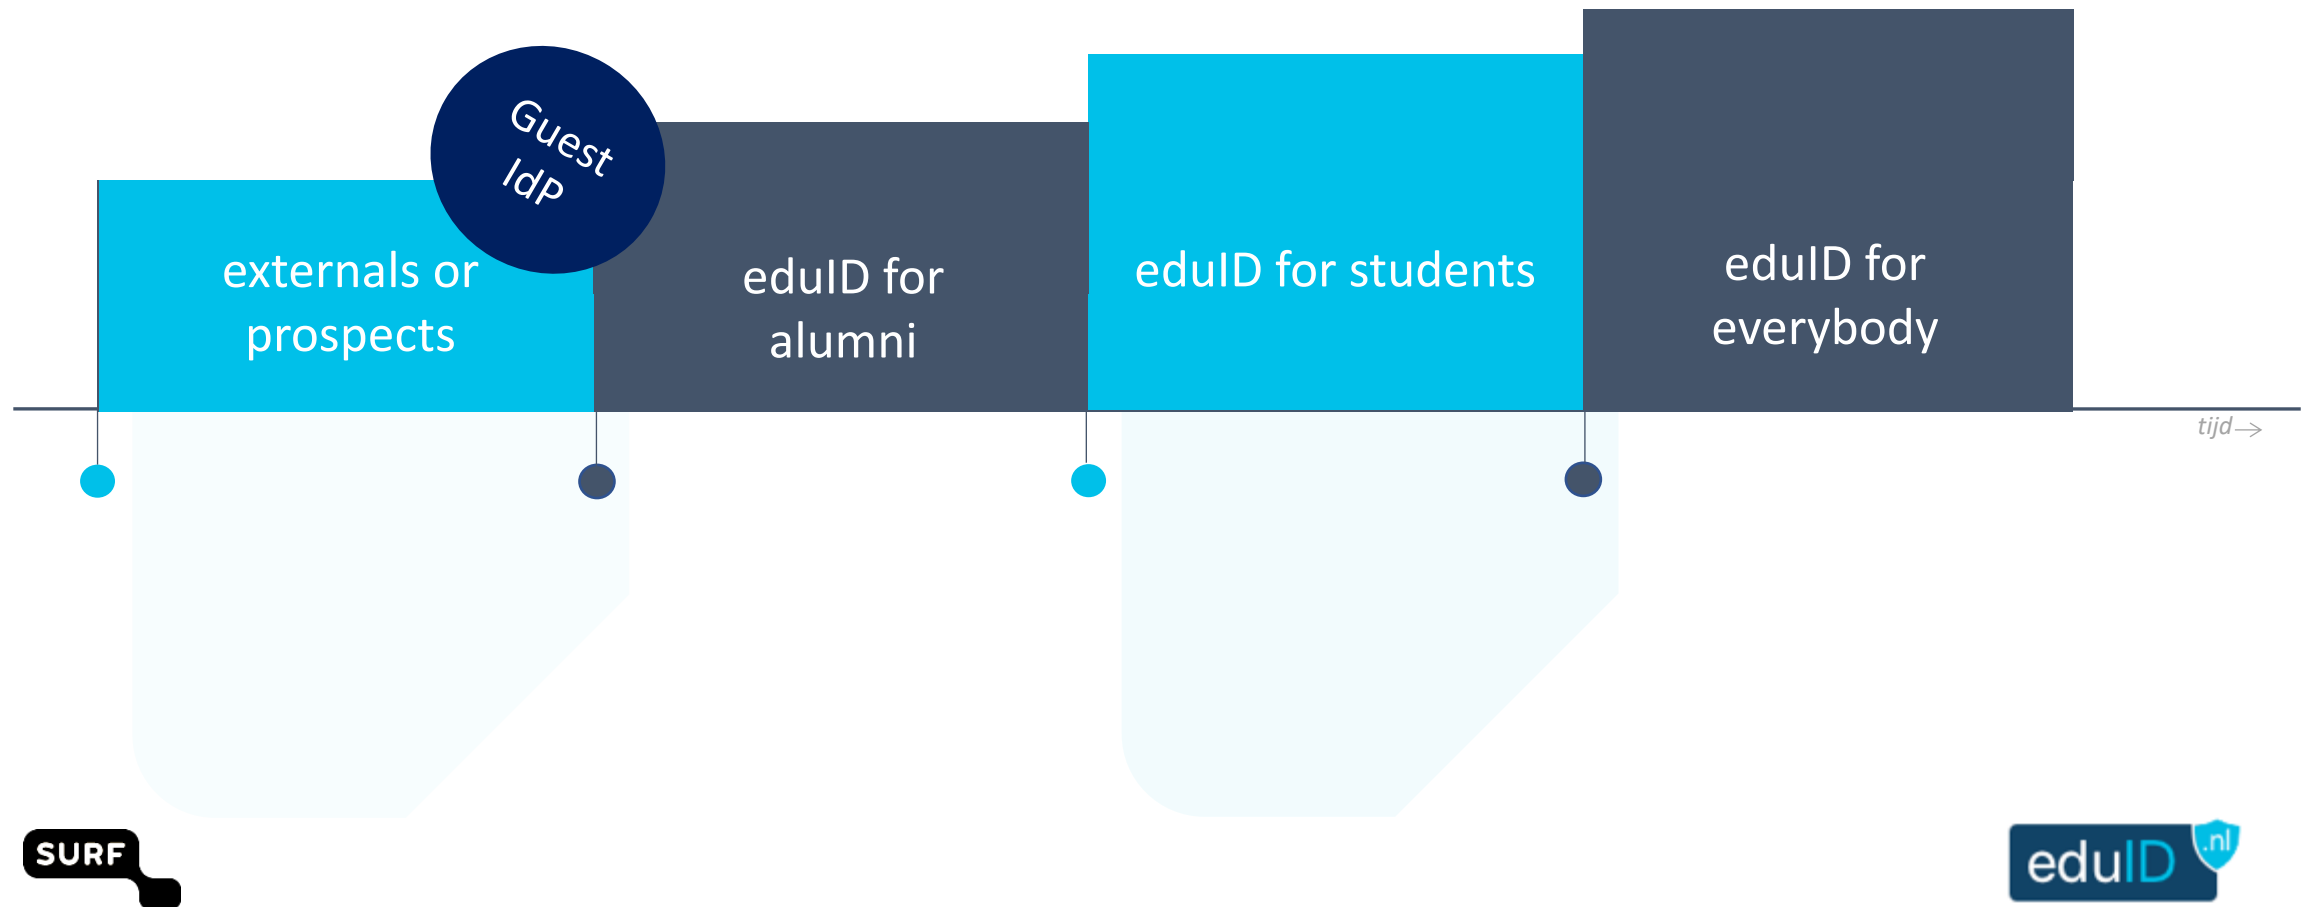 Guest
IdP
externals or
prospects
eduID for
alumni
eduID for students
eduID for
everybody
tijd
SURF
eduID
.nl